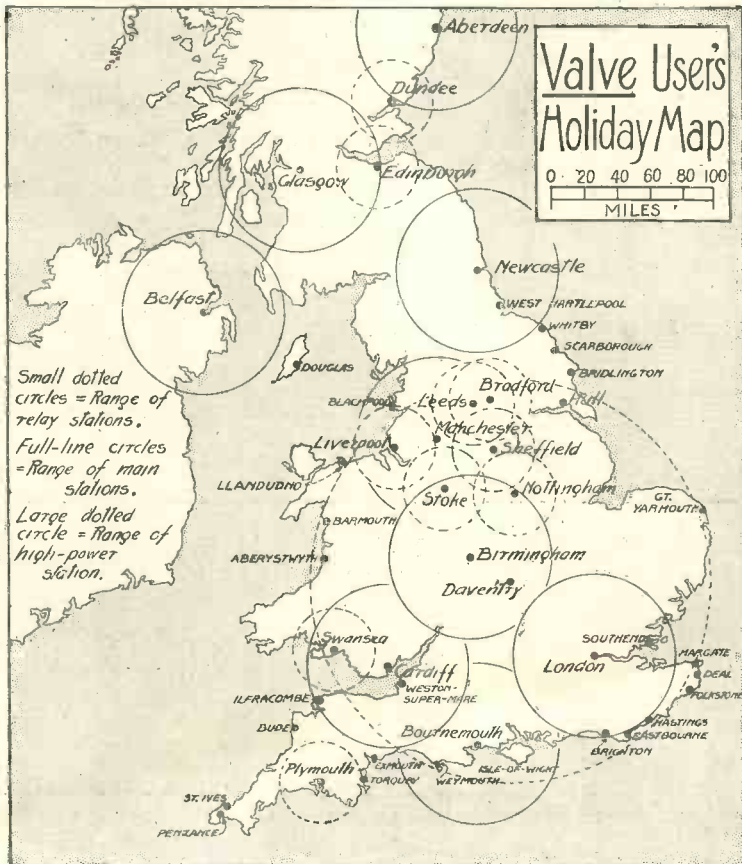 Valve User's
Holiday Map
0 20 40 60 80 100
MILES
Aberdeen
Dundee
Edinburgh
Glasgow
Newcastle
Belfast
WEST HARTLEPOOL
WHITBY
SCARBOROUGH
DOUGLAS
BRIDLINGTON
Small dotted
circles = Range of
relay stations.
Full-line circles
= Range of main
stations.
Large dotted
circle = Range of
high-power
station.
Bradford
Leeds
Hull
BLACKPOOL
Manchester
Liverpool
Sheffield
LLANDUDNO
Stoke
Nottingham
GT.
YARMOUTH
BARMOUTH
ABERYSTWYTH
Birmingham
Daventry
Swansea
SOUTHEND
MARGATE
London
Cardiff
DEAL
WESTON-
SUPER-MARE
FOLKSTONE
ILFRACOMBE
HASTINGS
BUDE
Bournemouth
EASTBOURNE
BRIGHTON
EXMOUTH
ISLE-OF-WIGHT
Plymouth
TORQUAY
WEYMOUTH
ST. IVES
PENZANCE